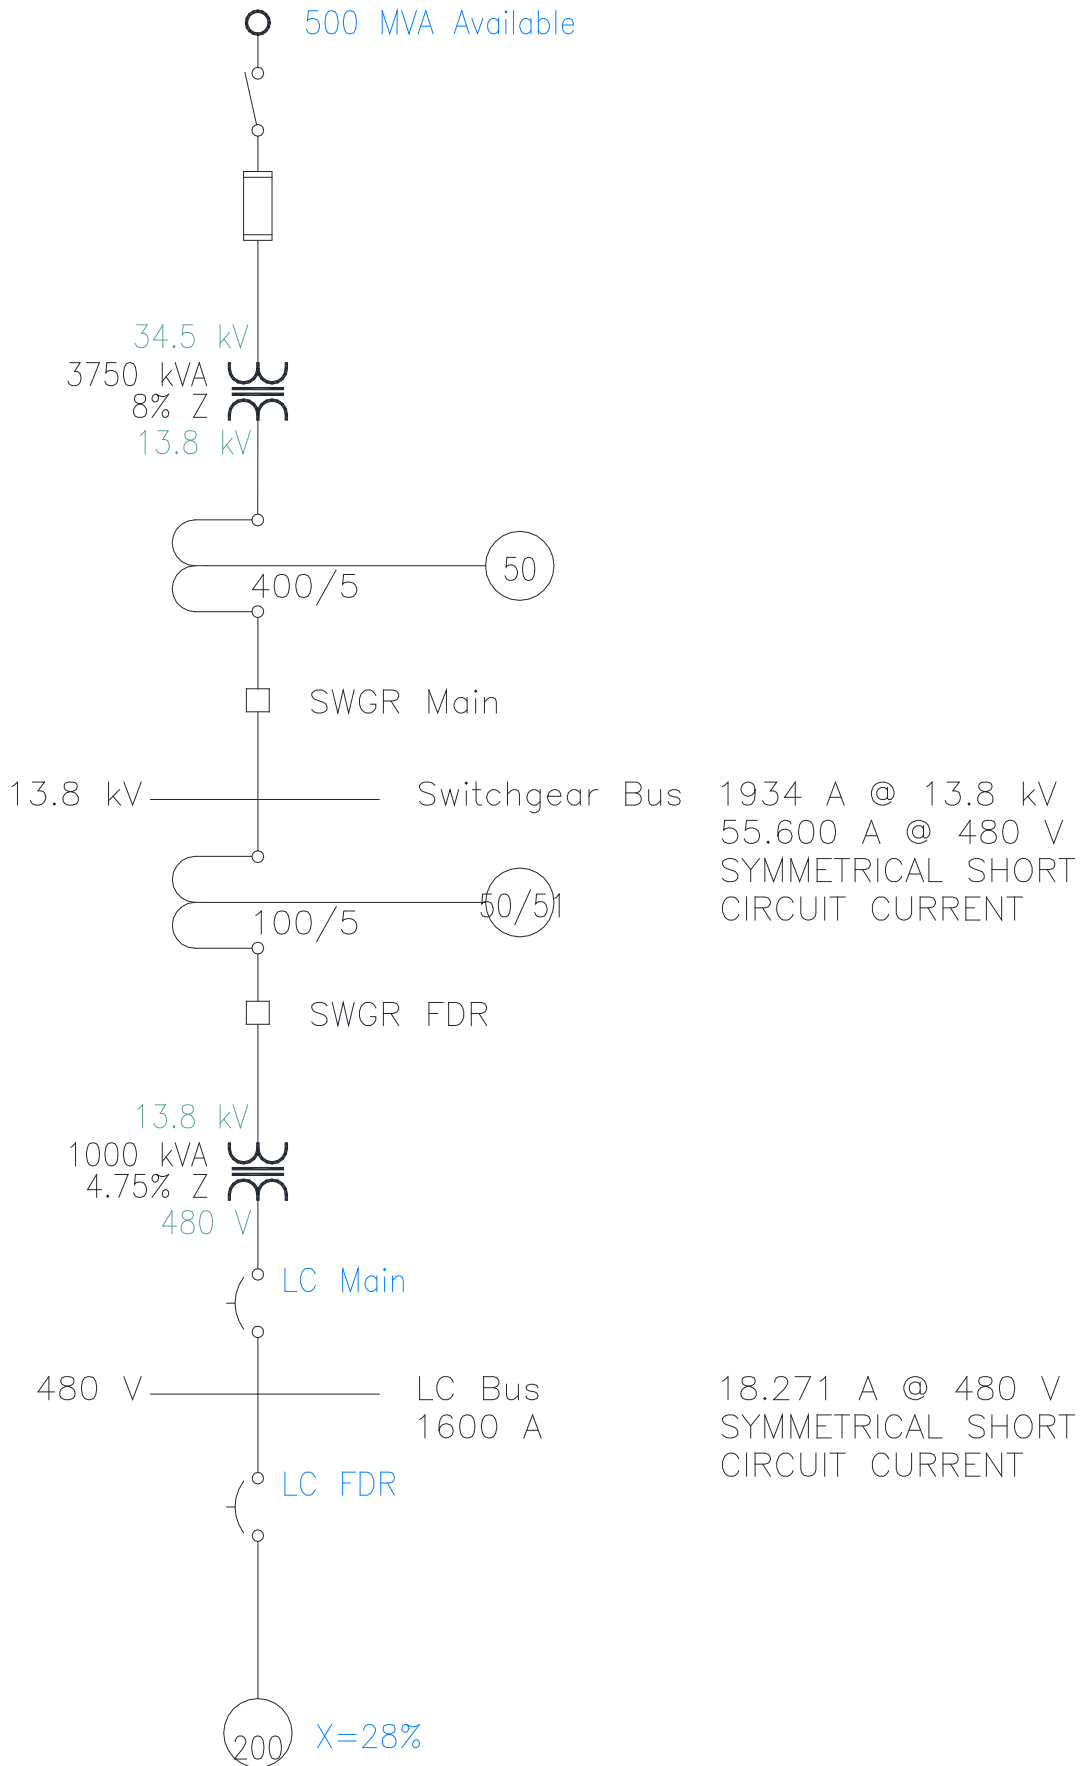 500 MVA Available
34.5 kV
3750 kVA
8% Z
13.8 kV
50
400/5
SWGR Main
13.8 kV
Switchgear Bus
1934 A @ 13.8 kV
55.600 A @ 480 V
SYMMETRICAL SHORT
CIRCUIT CURRENT
50/51
100/5
SWGR FDR
13.8 kV
1000 kVA
4.75% Z
480 V
LC Main
480 V
LC Bus
1600 A
18.271 A @ 480 V
SYMMETRICAL SHORT
CIRCUIT CURRENT
LC FDR
200
X=28%